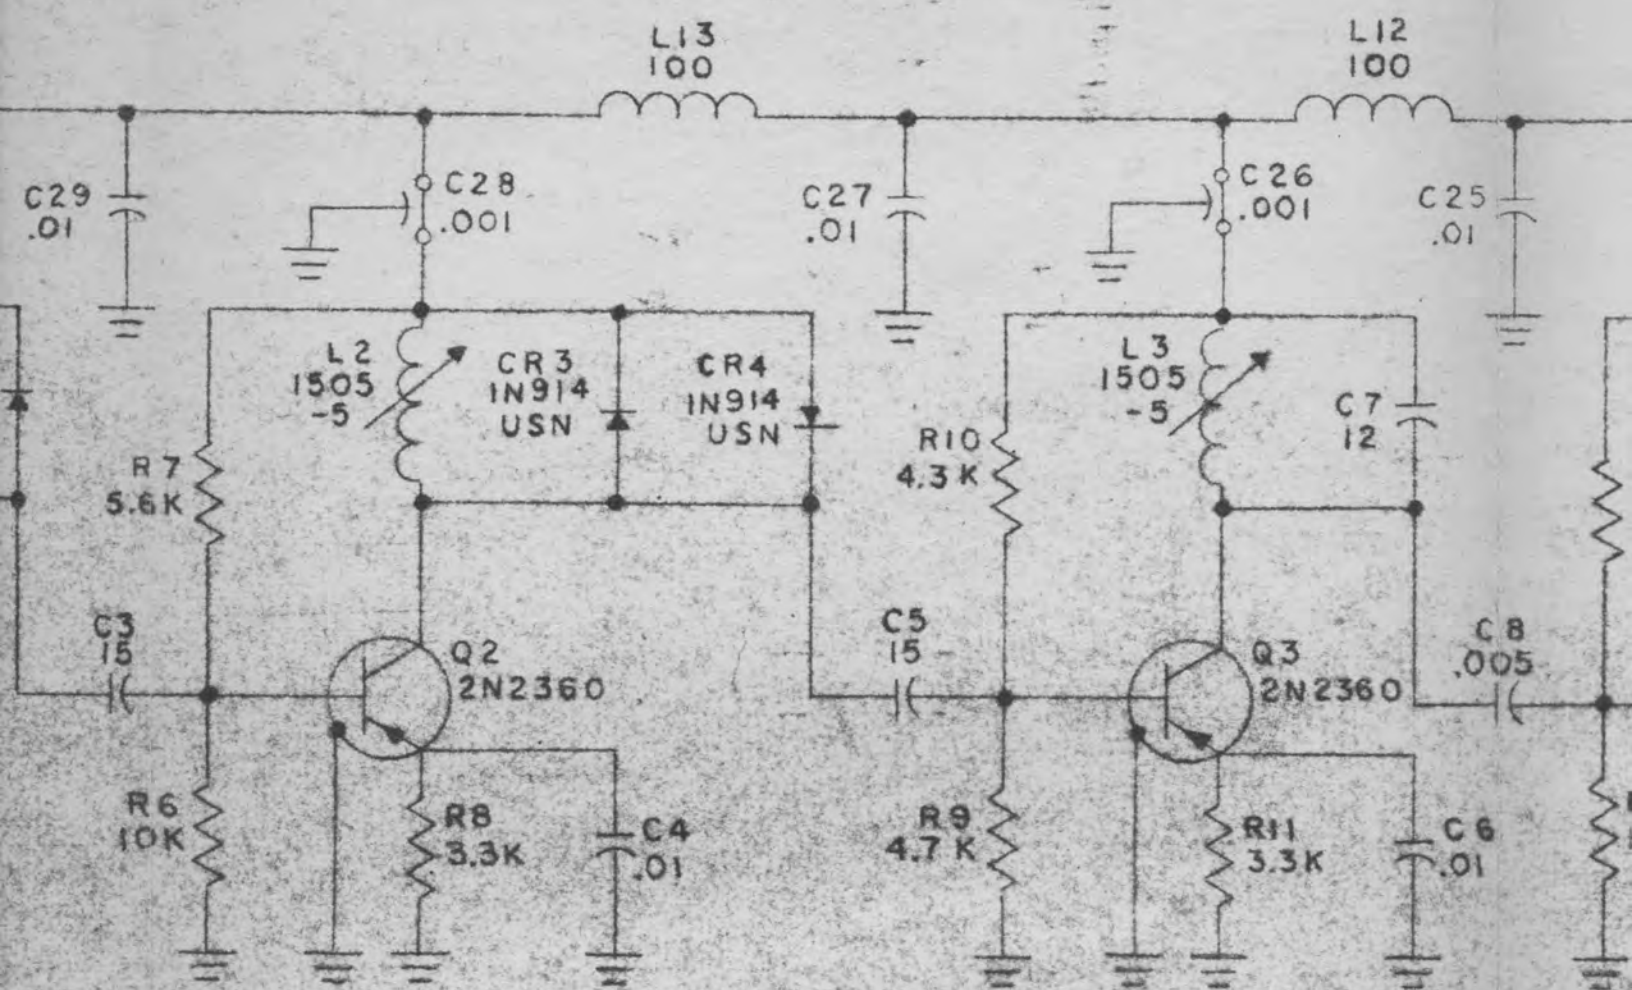 L13
100
L12
100
C29
.01
C28
.001
C27
.01
C26
.001
C25
.01
L2
1505
-5
CR3
1N914
USN
CR4
1N914
USN
L3
1505
-5
C7
12
R7
5.6K
R10
4.3K
C3
15
Q2
2N2360
C5
15
Q3
2N2360
C8
.005
R6
10K
R8
3.3K
C4
.01
R9
4.7K
R11
3.3K
C6
.01